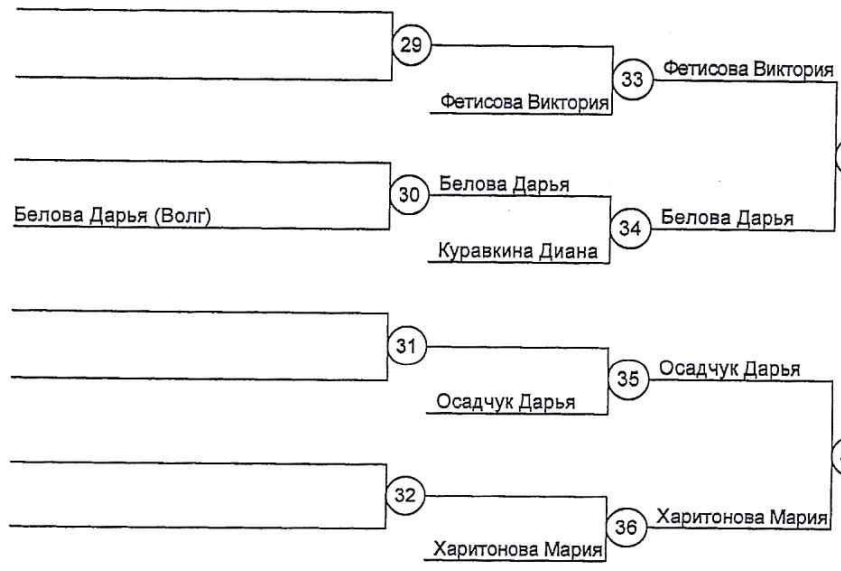 29
Фетисова Виктория
33
Фетисова Виктория
30
Белова Дарья
Белова Дарья (Волг)
34
Белова Дарья
Куравкина Диана
31
35
Осадчук Дарья
Осадчук Дарья
32
36
Харитонова Мария
Харитонова Мария